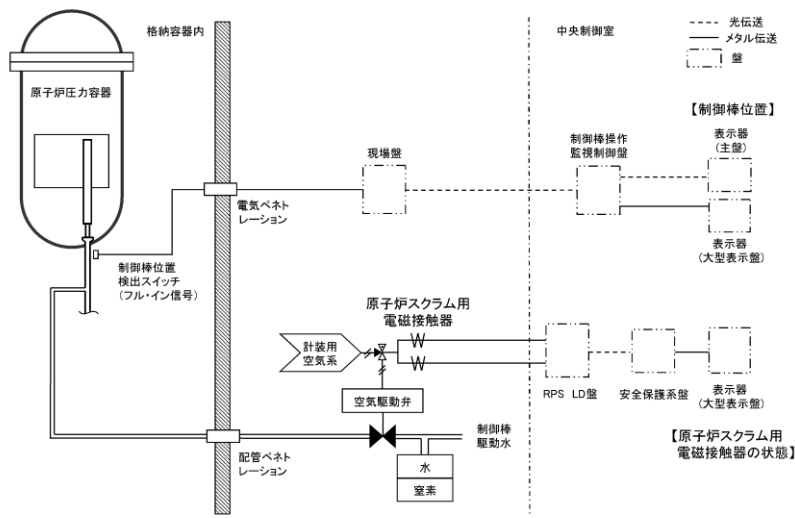 格納容器内
中央制御室
光伝送
メタル伝送
盤
原子炉圧力容器
【制御棒位置】
現場盤
制御棒操作
監視制御盤
表示器
(主盤)
電気ペネト
レーション
表示器
(大型表示盤)
制御棒位置
検出スイッチ
(フル・イン信号)
原子炉スクラム用
電磁接触器
計装用
空気系
RPS LD盤
安全保護系盤
表示器
(大型表示盤)
空気駆動弁
制御棒
駆動水
【原子炉スクラム用
電磁接触器の状態】
配管ペネト
レーション
水
窒素